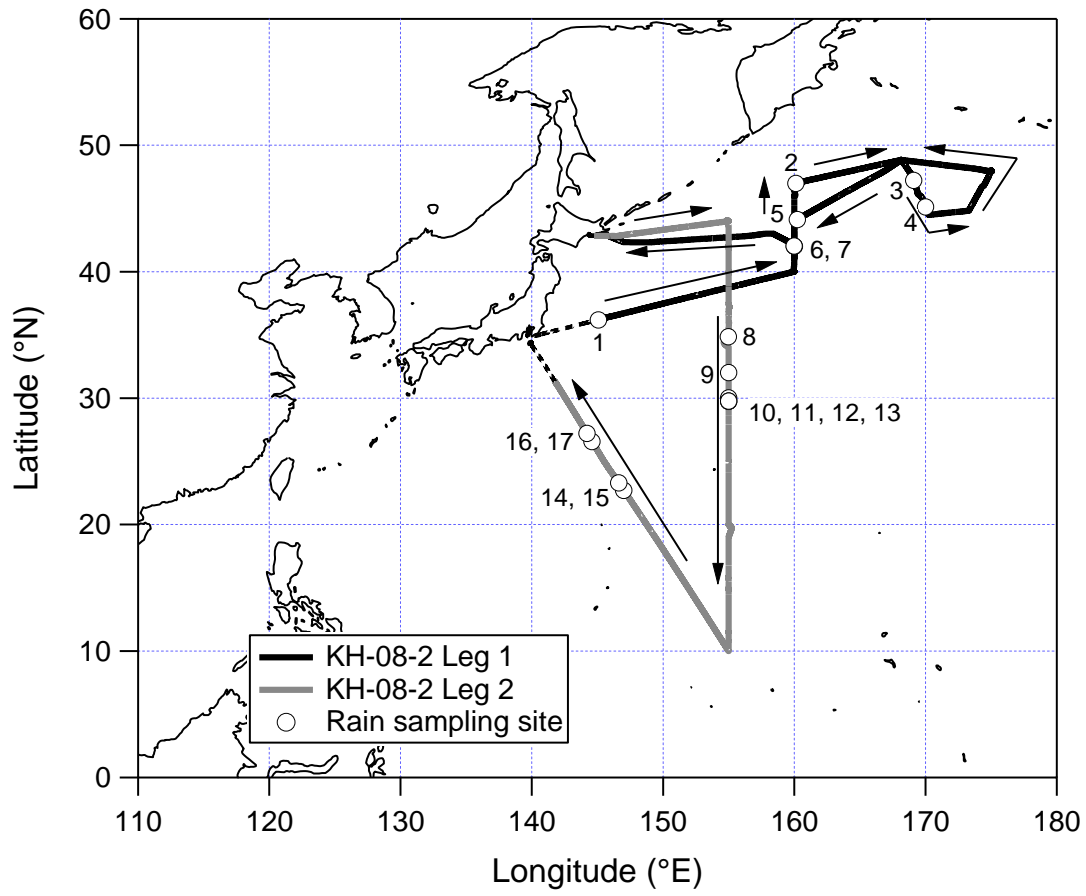 60
50
40
30
20
10
0
Latitude (°N)
2
3
5
4
6, 7
1
8
9
10, 11, 12, 13
16, 17
14, 15
KH-08-2 Leg 1
KH-08-2 Leg 2
Rain sampling site
110 120 130 140 150 160 170 180
Longitude (°E)